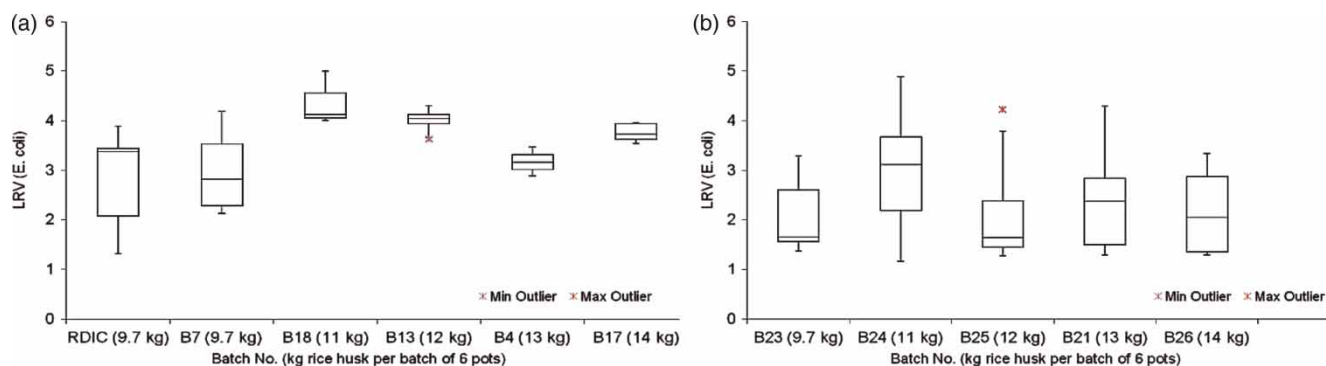 (a)
LRV (E. coli)
6
5
4
3
2
1
0
× Min Outlier × Max Outlier
RDIC (9.7 kg) B7 (9.7 kg) B18 (11 kg) B13 (12 kg) B4 (13 kg) B17 (14 kg)
Batch No. (kg rice husk per batch of 6 pots)
(b)
LRV (E. coli)
6
5
4
3
2
1
0
× Min Outlier × Max Outlier
B23 (9.7 kg) B24 (11 kg) B25 (12 kg) B21 (13 kg) B26 (14 kg)
Batch No. (kg rice husk per batch of 6 pots)